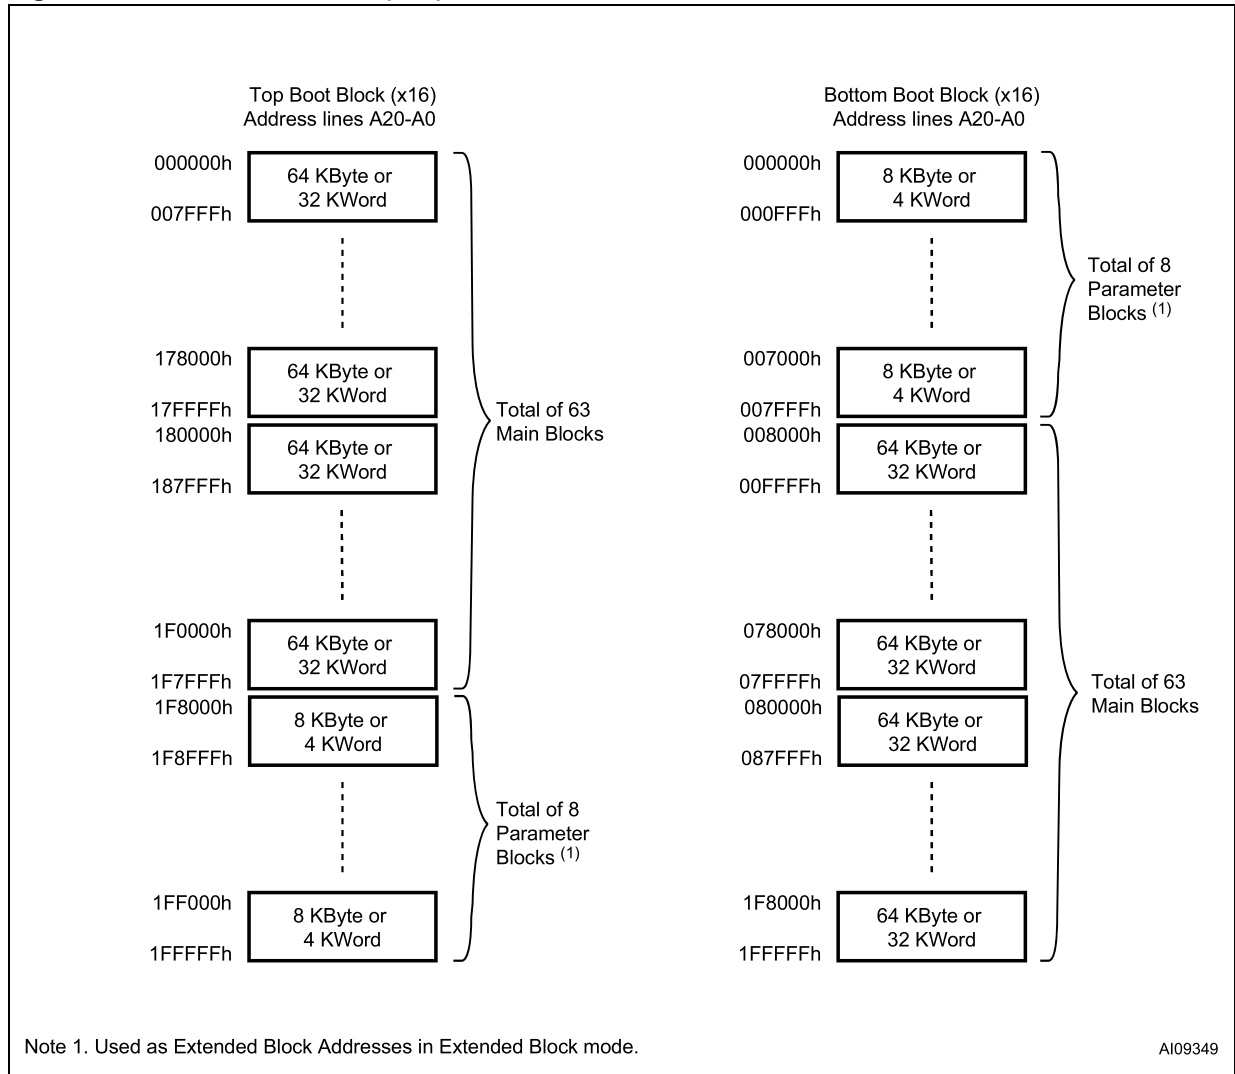 Top Boot Block (x16)
Address lines A20-A0
000000h
64 KByte or
32 KWord
007FFFh
178000h
64 KByte or
32 KWord
17FFFFh
180000h
64 KByte or
32 KWord
187FFFh
Total of 63
Main Blocks
1F0000h
64 KByte or
32 KWord
1F7FFFh
1F8000h
8 KByte or
4 KWord
1F8FFFh
Total of 8
Parameter
Blocks (1)
1FF000h
8 KByte or
4 KWord
1FFFFFh
Bottom Boot Block (x16)
Address lines A20-A0
000000h
8 KByte or
4 KWord
000FFFh
Total of 8
Parameter
Blocks (1)
007000h
8 KByte or
4 KWord
007FFFh
008000h
64 KByte or
32 KWord
00FFFFh
078000h
64 KByte or
32 KWord
07FFFFh
080000h
64 KByte or
32 KWord
087FFFh
Total of 63
Main Blocks
1F8000h
64 KByte or
32 KWord
1FFFFFh
Note 1. Used as Extended Block Addresses in Extended Block mode.
AI09349